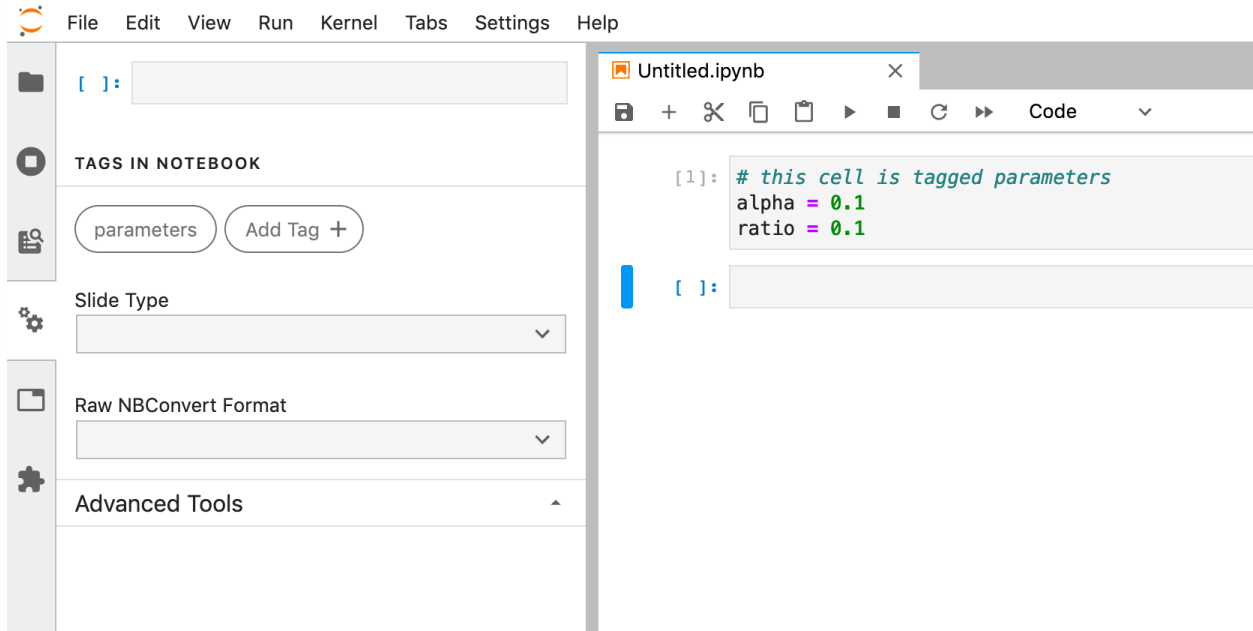 File Edit View Run Kernel Tabs Settings Help
[ ]:
TAGS IN NOTEBOOK
parameters
Add Tag +
Slide Type
Raw NBConvert Format
Advanced Tools
Untitled.ipynb
Code
[1]: # this cell is tagged parameters
alpha = 0.1
ratio = 0.1
[ ]: